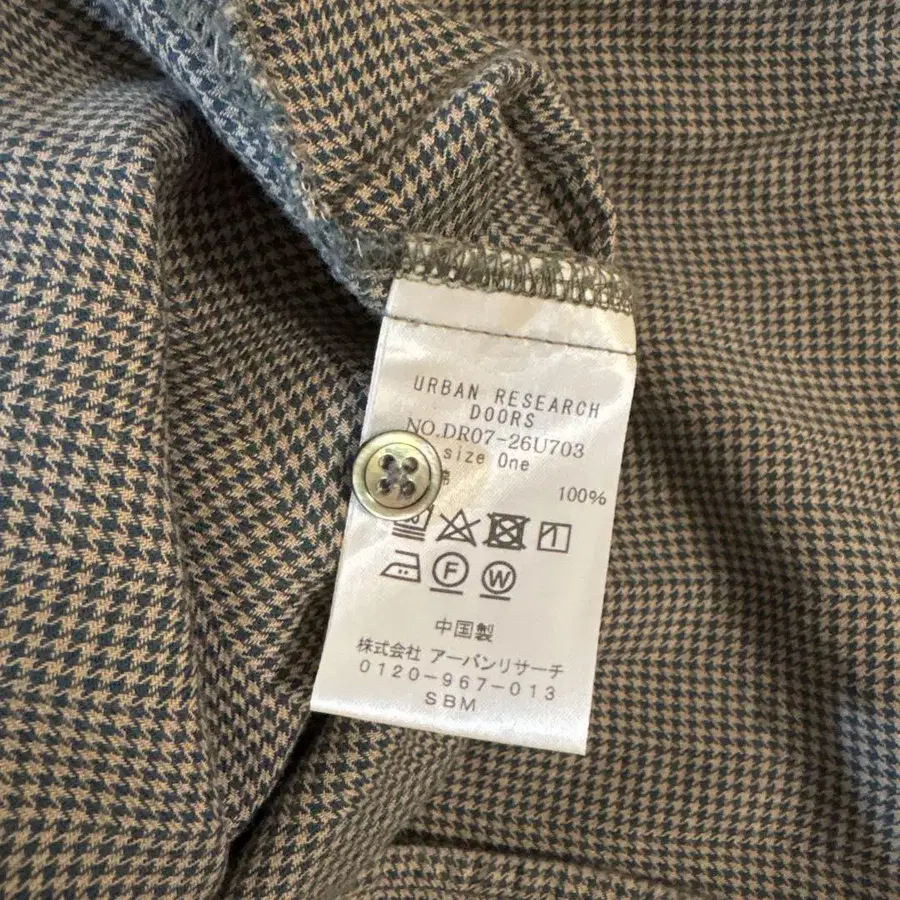 URBAN RESEARCH
DOORS
NO.DR07-26U703
size One
100%
F W
中国製
株式会社 アーバンリサーチ
0120-967-013
SBM